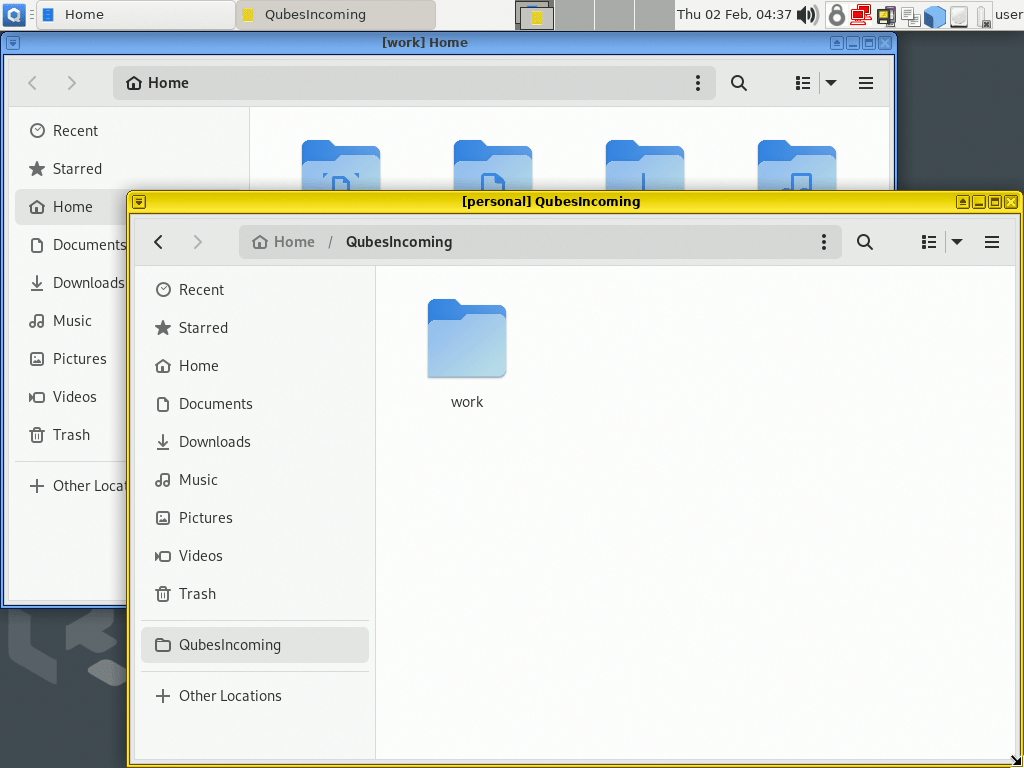 Home
QubesIncoming
Thu 02 Feb, 04:37
user
[work] Home
Home
Recent
Starred
Home
Documents
Downloads
Music
Pictures
Videos
Trash
Other
[personal] QubesIncoming
Home / QubesIncoming
Recent
Starred
Home
Documents
Downloads
Music
Pictures
Videos
Trash
QubesIncoming
Other Locations
work